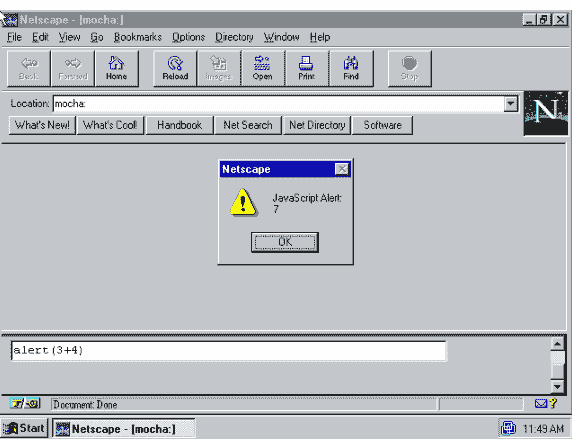 Netscape - [mocha:]
File Edit View Go Bookmarks Options Directory Window Help
Back Forward Home Reload Images Open Print Find Stop
Location: mocha:
What's New! What's Cool! Handbook Net Search Net Directory Software
N
Netscape
JavaScript Alert:
7
OK
alert(3+4)
Document: Done
Start Netscape - [mocha:] 11:49 AM